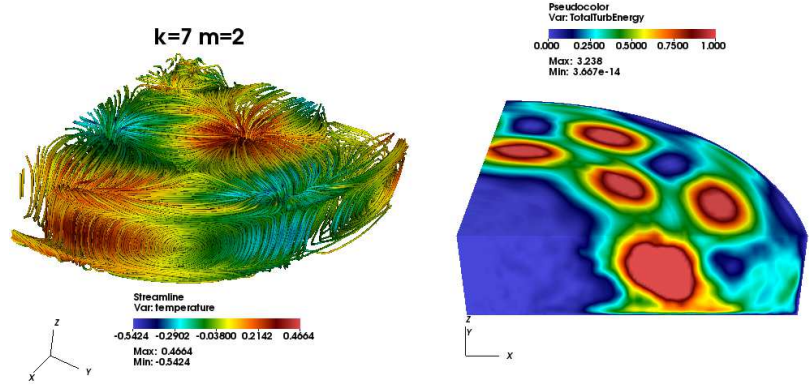 k=7 m=2
Streamline
Var: temperature
-0.5424 -0.2902 -0.03800 0.2142 0.4664
Max: 0.4664
Min: -0.5424
Z
X
Y
Pseudocolor
Var: TotalTurbEnergy
0.000 0.2500 0.5000 0.7500 1.000
Max: 3.238
Min: 3.667e-14
Z
Y
X